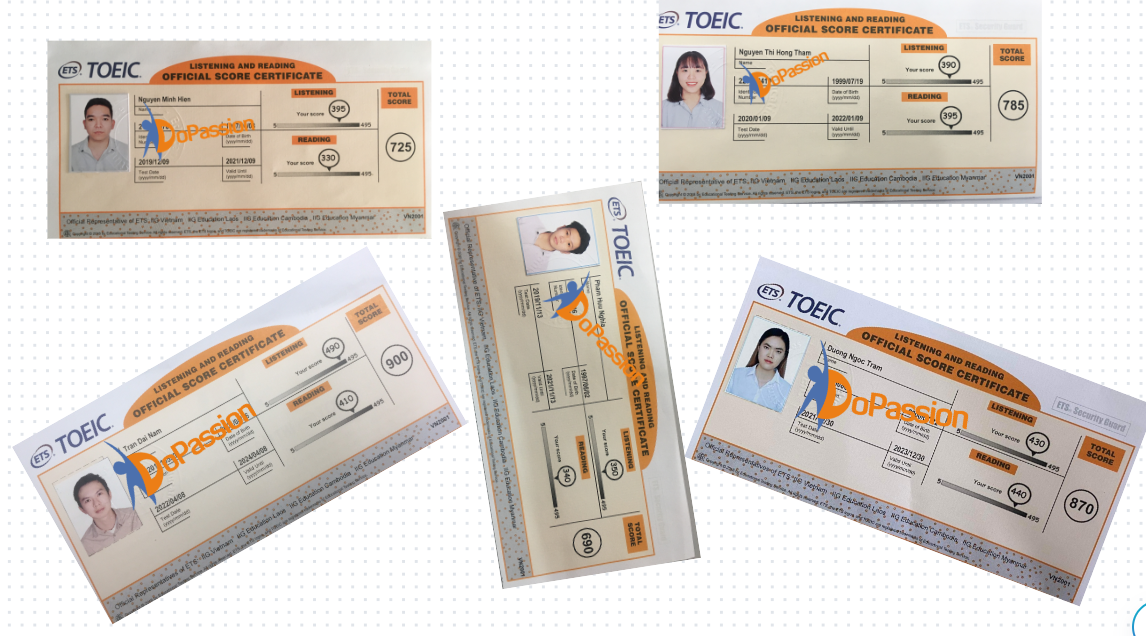 ETS TOEIC.
LISTENING AND READING
OFFICIAL SCORE CERTIFICATE
Nguyen Minh Hien
Name
2019/12/09
Test Date
(yyyy/mm/dd)
2021/12/09
Valid Until
(yyyy/mm/dd)
Date of Birth
(yyyy/mm/dd)
LISTENING
Your score
395
5
495
READING
Your score
330
5
495
TOTAL
SCORE
725
DoPassion
Official Representative of ETS, IIG Vietnam, IIG Education Laos, IIG Education Cambodia, IIG Education Myanmar
VN2001
ETS TOEIC.
LISTENING AND READING
OFFICIAL SCORE CERTIFICATE
ETS. Security Guard
Nguyen Thi Hong Tham
Name
1999/07/19
Date of Birth
(yyyy/mm/dd)
2020/01/09
Test Date
(yyyy/mm/dd)
2022/01/09
Valid Until
(yyyy/mm/dd)
LISTENING
Your score
390
5
495
READING
Your score
395
5
495
TOTAL
SCORE
785
DoPassion
Official Representative of ETS, IIG Vietnam, IIG Education Laos, IIG Education Cambodia, IIG Education Myanmar
VN2001
ETS TOEIC.
LISTENING AND READING
OFFICIAL SCORE CERTIFICATE
Tran Dai Nam
Date of Birth
(yyyy/mm/dd)
2022/04/08
Test Date
(yyyy/mm/dd)
2024/04/08
Valid Until
(yyyy/mm/dd)
LISTENING
Your score
490
5
495
READING
Your score
410
5
495
TOTAL
SCORE
900
DoPassion
Official Representative of ETS, IIG Vietnam, IIG Education Laos, IIG Education Cambodia, IIG Education Myanmar
VN2001
ETS TOEIC.
LISTENING AND READING
OFFICIAL SCORE CERTIFICATE
Pham Huu Nghia
1997/06/02
Date of Birth
(yyyy/mm/dd)
2019/11/13
Test Date
(yyyy/mm/dd)
2021/11/13
Valid Until
(yyyy/mm/dd)
LISTENING
Your score
350
5
495
READING
Your score
340
5
495
TOTAL
SCORE
690
DoPassion
Official Representative of ETS, IIG Vietnam, IIG Education Laos, IIG Education Cambodia, IIG Education Myanmar
VN2001
ETS TOEIC.
LISTENING AND READING
OFFICIAL SCORE CERTIFICATE
ETS. Security Guard
Duong Ngoc Tram
Test Date
(yyyy/mm/dd)
2023/12/30
Valid Until
(yyyy/mm/dd)
LISTENING
Your score
430
5
495
READING
Your score
440
5
495
TOTAL
SCORE
870
DoPassion
Official Representative of ETS, IIG Vietnam, IIG Education Laos, IIG Education Cambodia, IIG Education Myanmar
VN2001